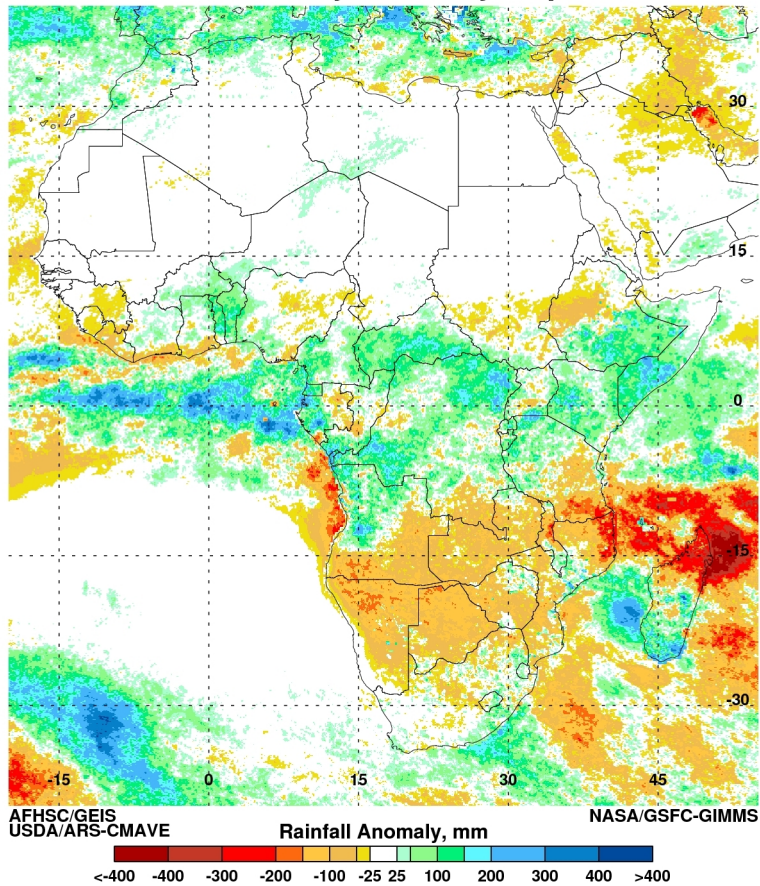 30
15
0
-15
-30
-15 0 15 30 45
AFHSC/GEIS NASA/GSFC-GIMMS
USDA/ARS-CMAVE Rainfall Anomaly, mm
<-400 -400 -300 -200 -100 -25 25 100 200 300 400 >400